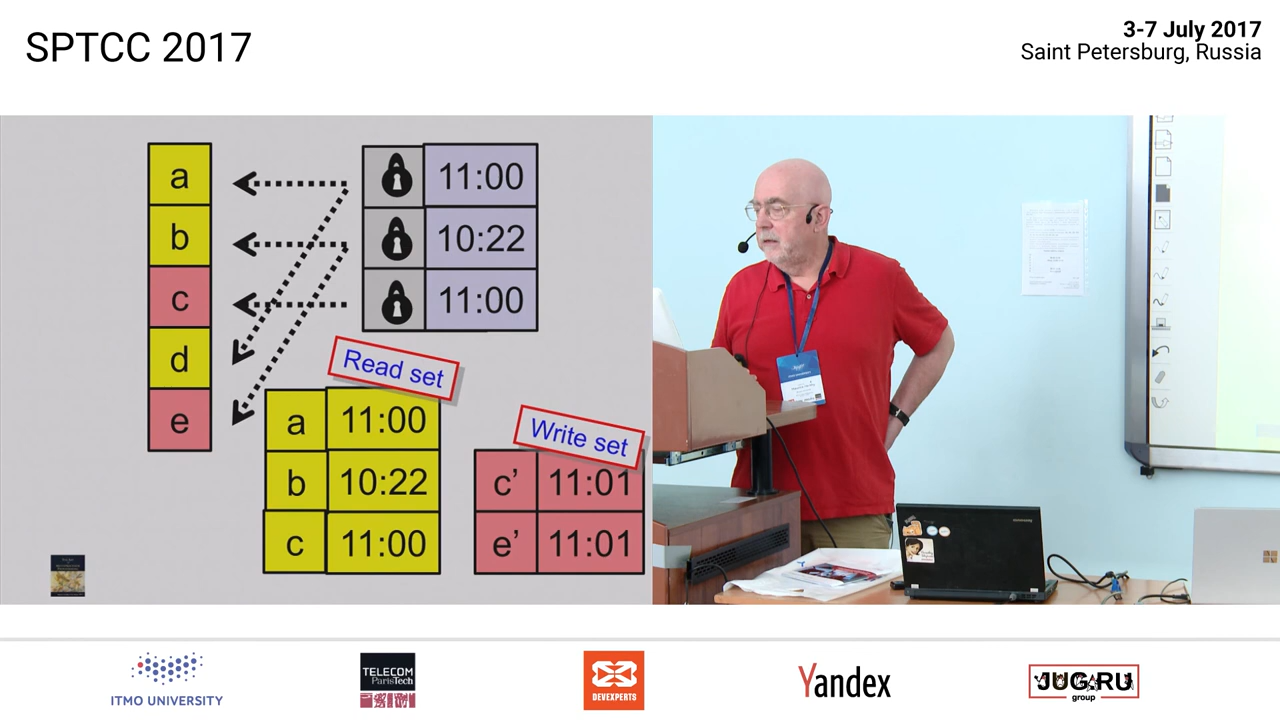 SPTCC 2017
3-7 July 2017
Saint Petersburg, Russia
a
b
c
d
e
11:00
10:22
11:00
Read set
a 11:00
b 10:22
c 11:00
Write set
c’ 11:01
e’ 11:01
ITMO UNIVERSITY
TELECOM
ParisTech
DEVEXPERTS
Yandex
JUG.RU
group